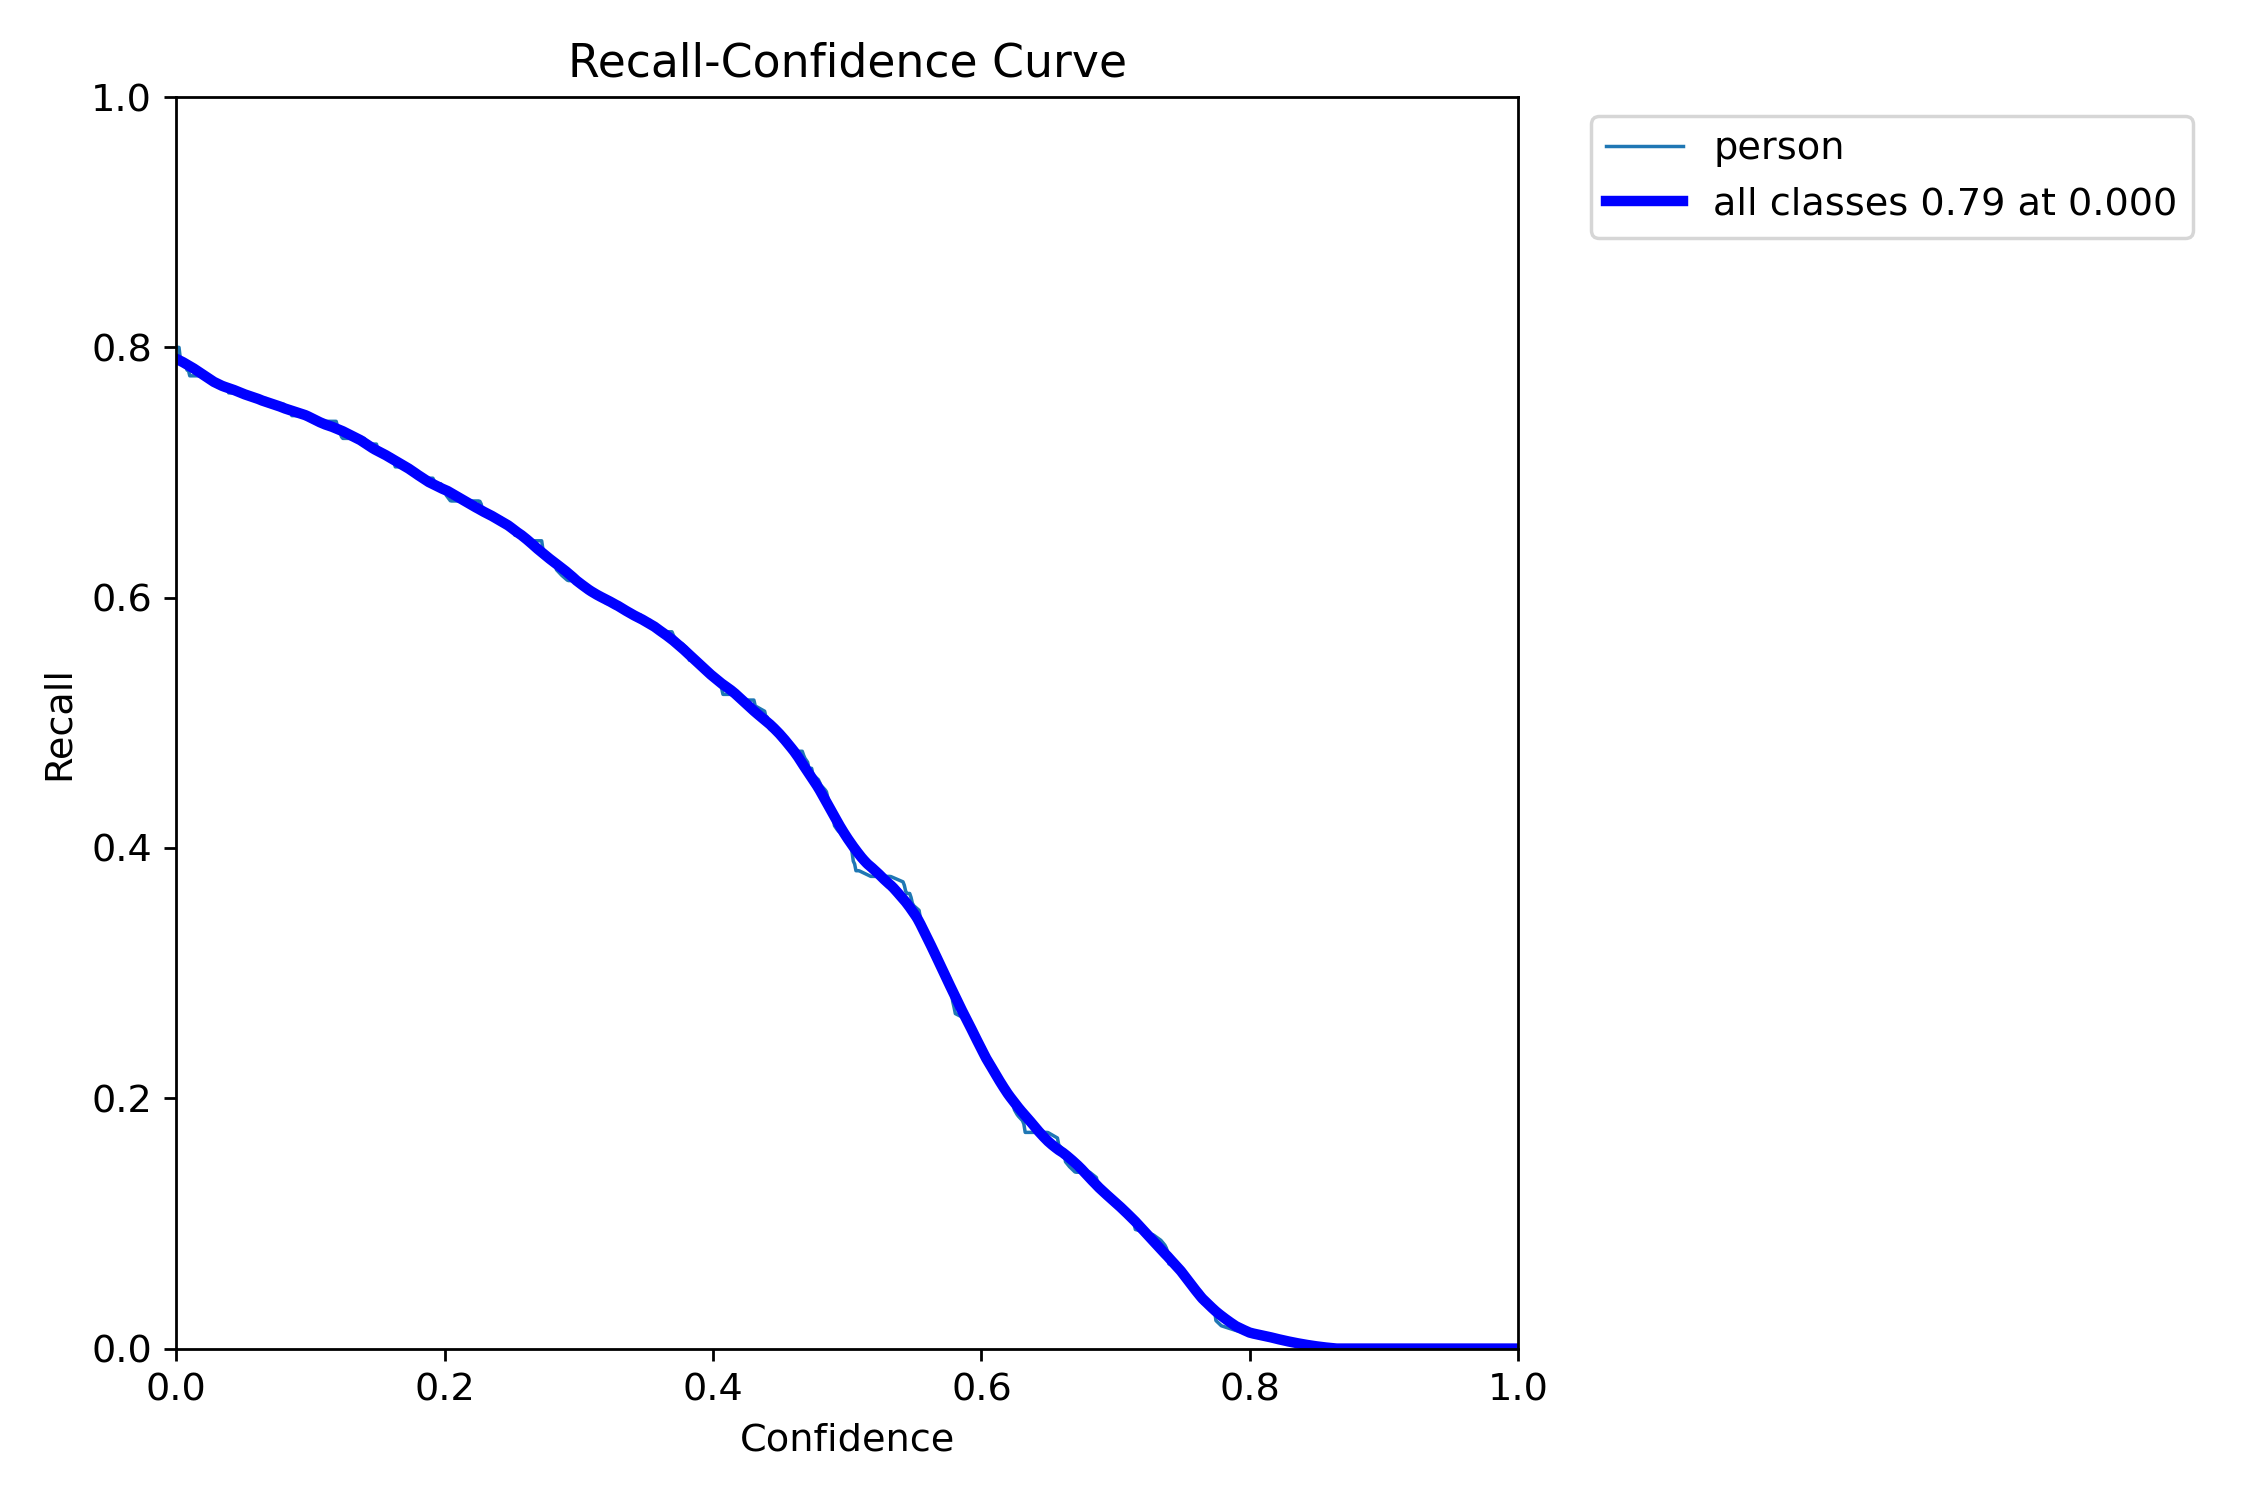 Recall-Confidence Curve
1.0
0.8
0.6
0.4
0.2
0.0
Recall
0.0 0.2 0.4 0.6 0.8 1.0
Confidence
person
all classes 0.79 at 0.000